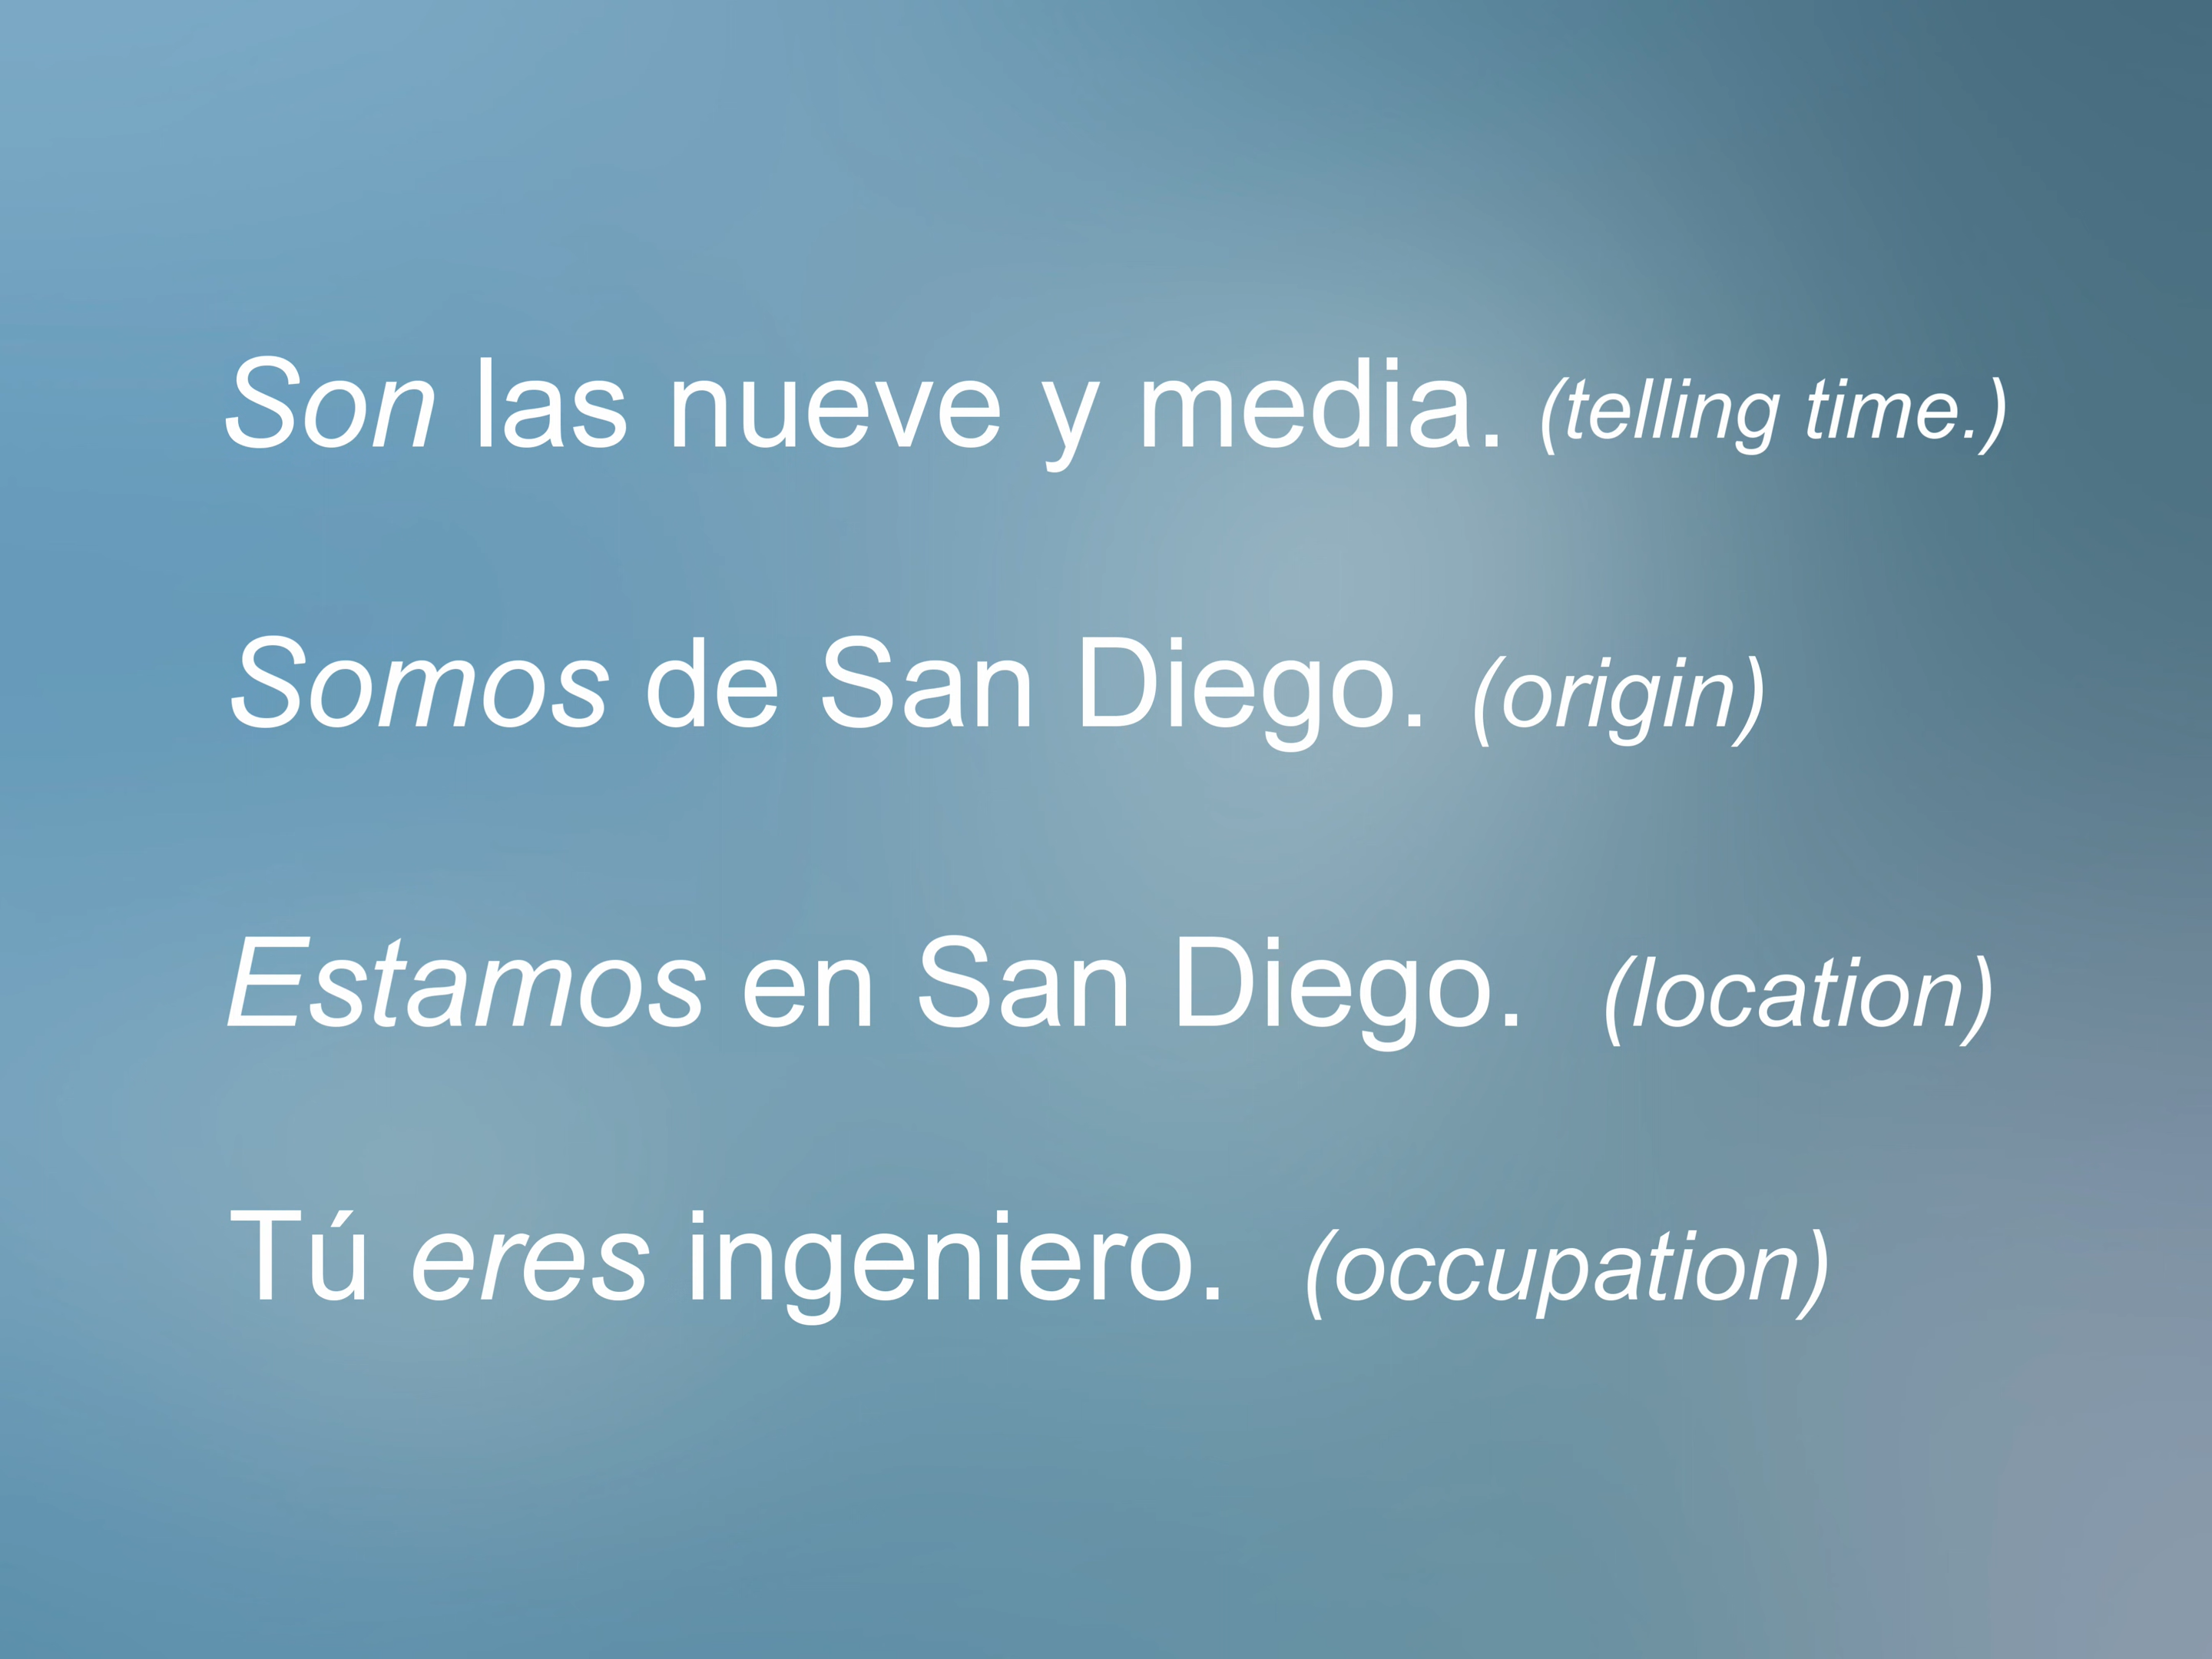 Son las nueve y media. (telling time.)
Somos de San Diego. (origin)
Estamos en San Diego. (location)
Tú eres ingeniero. (occupation)